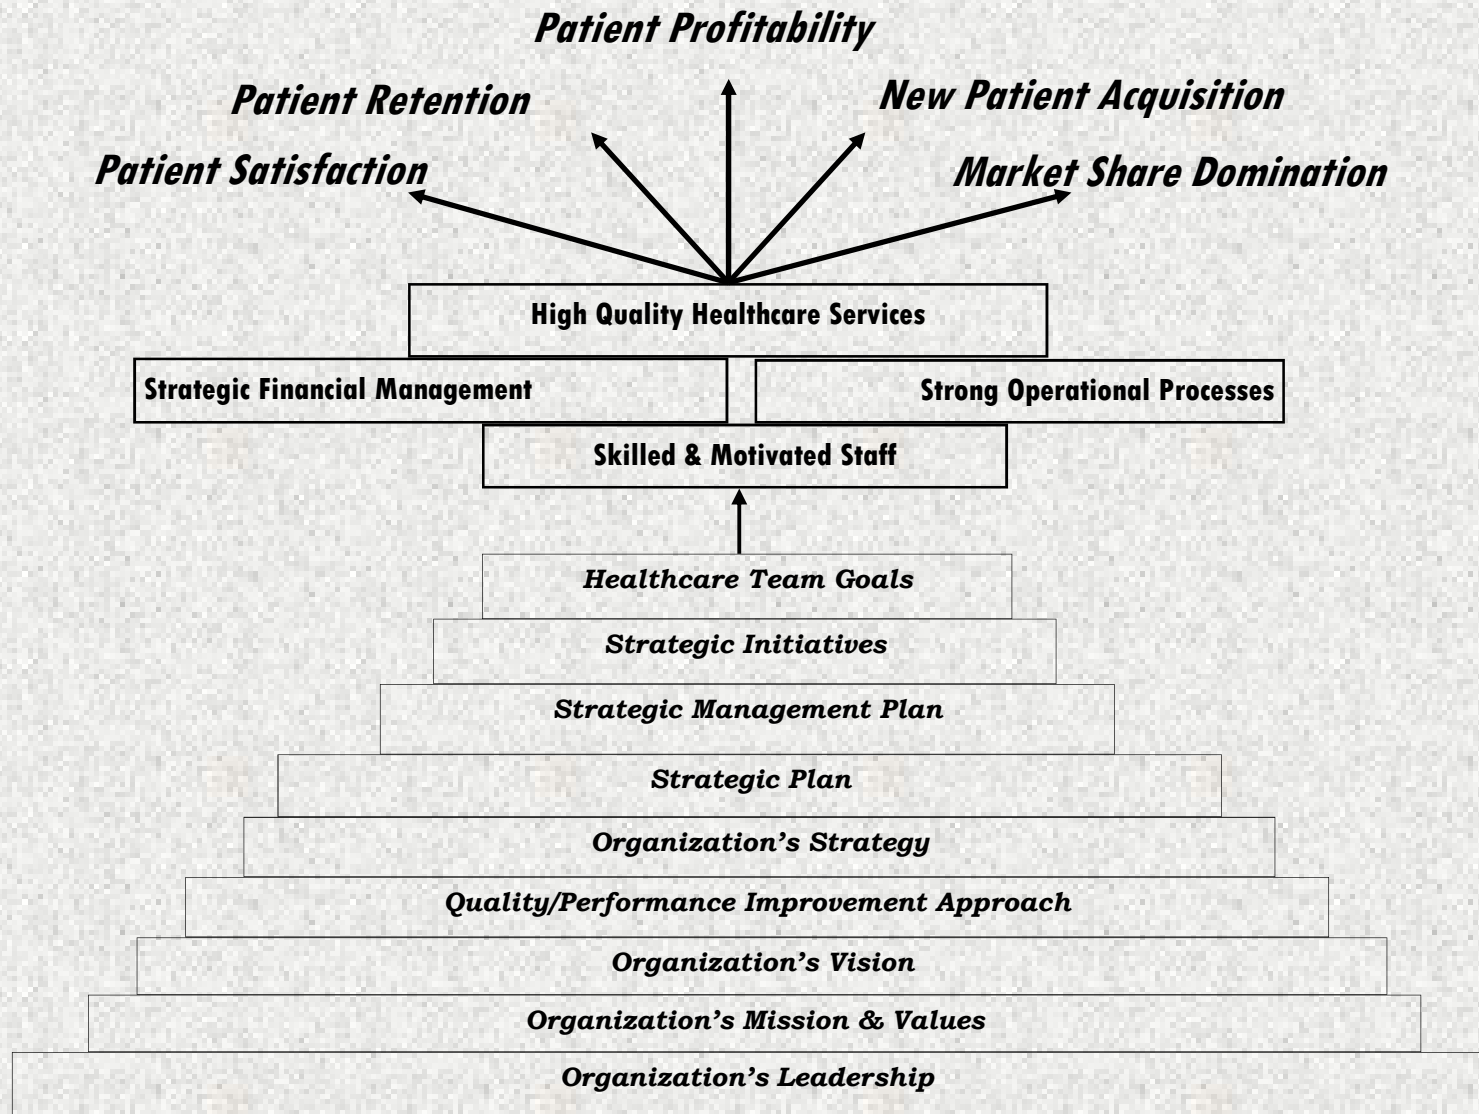 Patient Profitability
Patient Retention
New Patient Acquisition
Patient Satisfaction
Market Share Domination
High Quality Healthcare Services
Strategic Financial Management
Strong Operational Processes
Skilled & Motivated Staff
Healthcare Team Goals
Strategic Initiatives
Strategic Management Plan
Strategic Plan
Organization’s Strategy
Quality/Performance Improvement Approach
Organization’s Vision
Organization’s Mission & Values
Organization’s Leadership